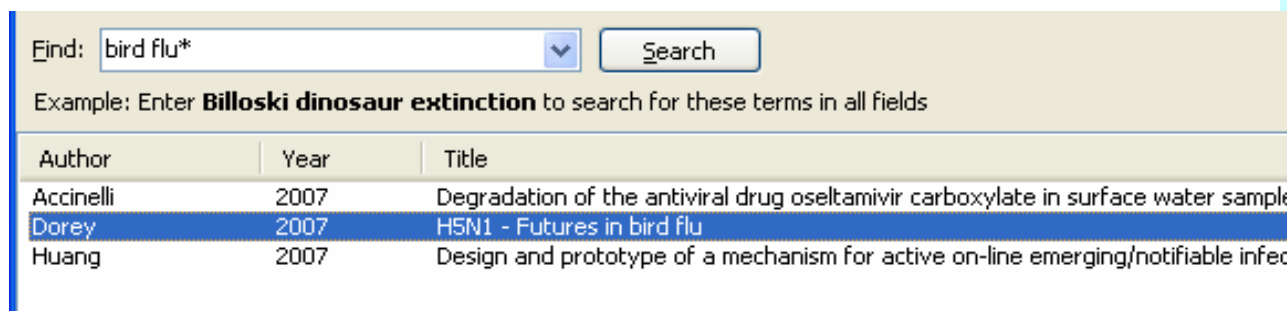 Find: bird flu* Search
Example: Enter Billoski dinosaur extinction to search for these terms in all fields
Author Year Title
Accinelli 2007 Degradation of the antiviral drug oseltamivir carboxylate in surface water sample
Dorey 2007 H5N1 - Futures in bird flu
Huang 2007 Design and prototype of a mechanism for active on-line emerging/notifiable infec